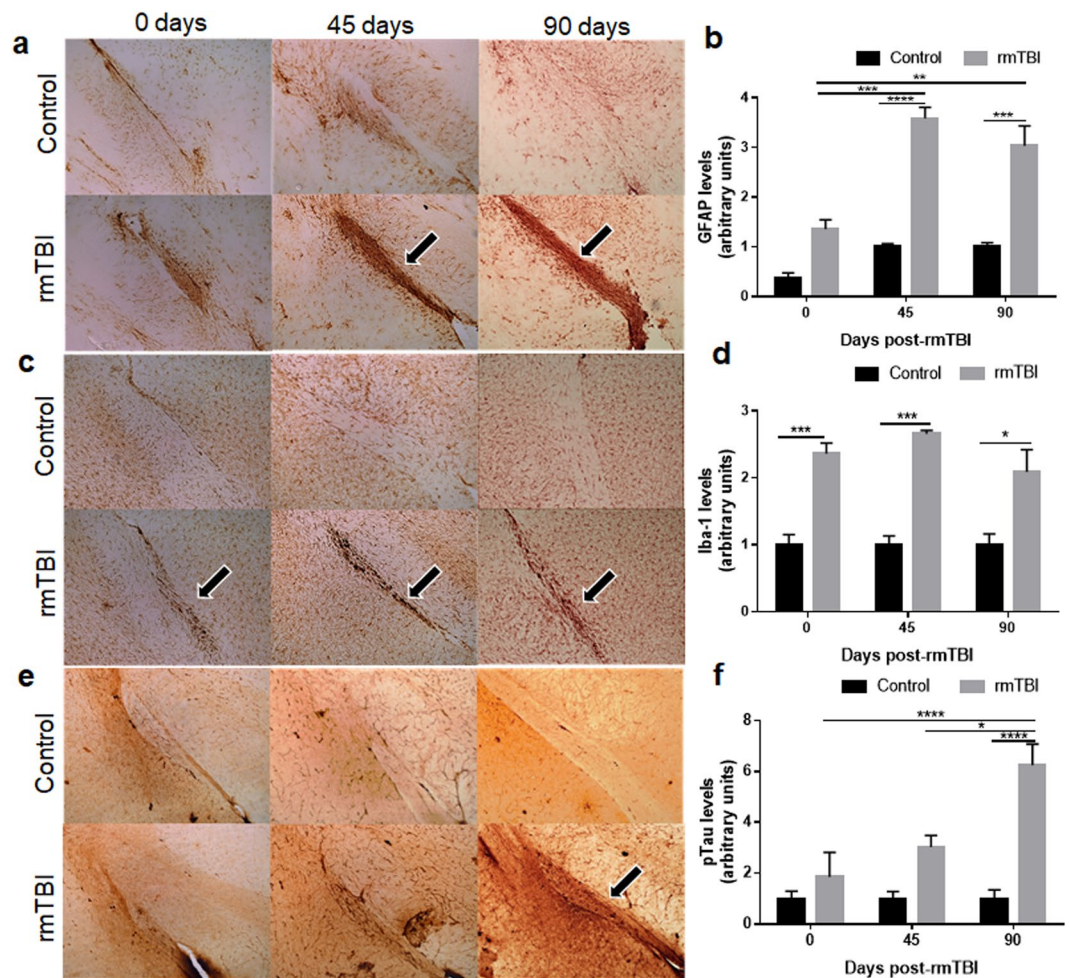 0 days 45 days 90 days
a
Control
rmTBI
b
Control rmTBI
**
***
****
***
GFAP levels
(arbitrary units)
4
3
2
1
0
0 45 90
Days post-rmTBI
c
Control
rmTBI
d
Control rmTBI
***
***
*
Iba-1 levels
(arbitrary units)
3
2
1
0
0 45 90
Days post-rmTBI
e
Control
rmTBI
f
Control rmTBI
****
*
****
pTau levels
(arbitrary units)
8
6
4
2
0
0 45 90
Days post-rmTBI